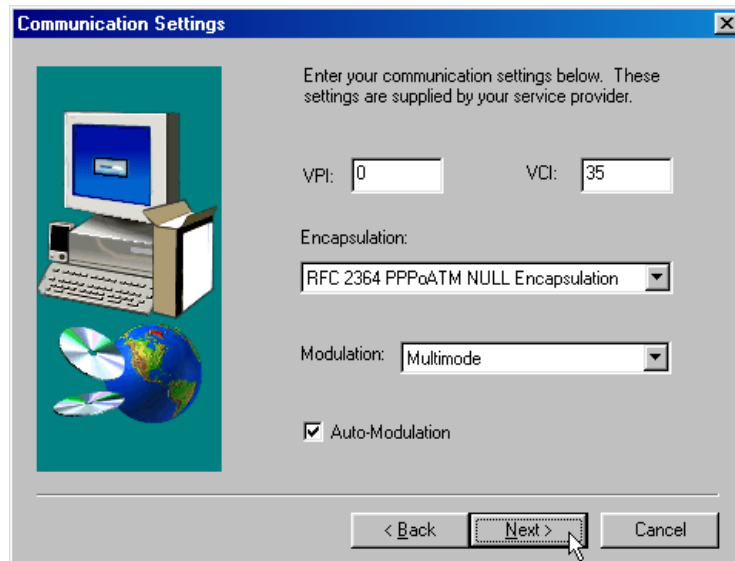 Communication Settings
Enter your communication settings below. These
settings are supplied by your service provider.
VPI: 0 VCI: 35
Encapsulation:
RFC 2364 PPPoATM NULL Encapsulation
Modulation: Multimode
Auto-Modulation
< Back Next > Cancel